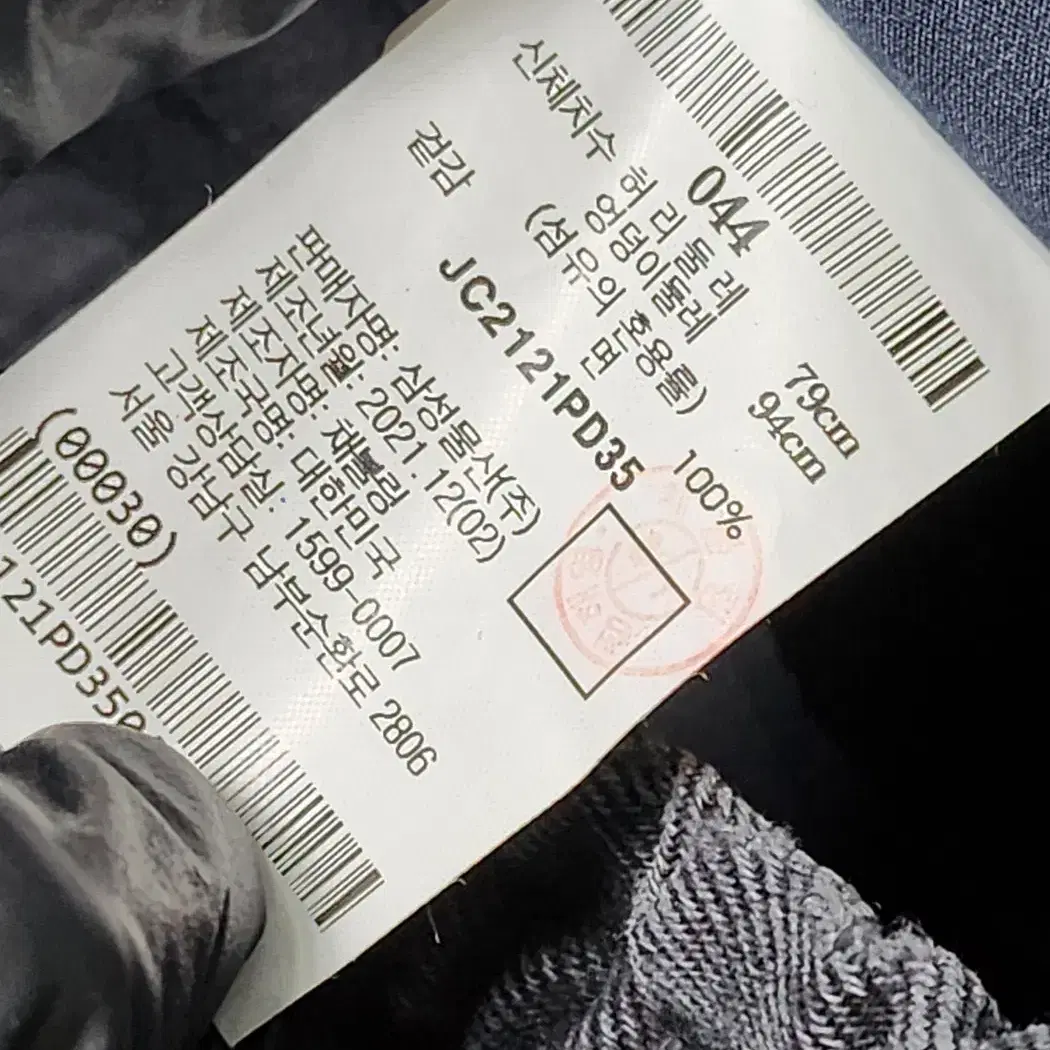 044
신체치수 허리둘레 79cm
엉덩이둘레 94cm
(섬유의 혼용률)
겉감 면 100%
JC2121PD35
판매자명: 삼성물산(주)
제조년월: 2021. 12(02)
제조자명: 채블링
제조국명: 대한민국
고객상담실: 1599-0007
서울 강남구 남부순환로 2806
(00030)
121PD350